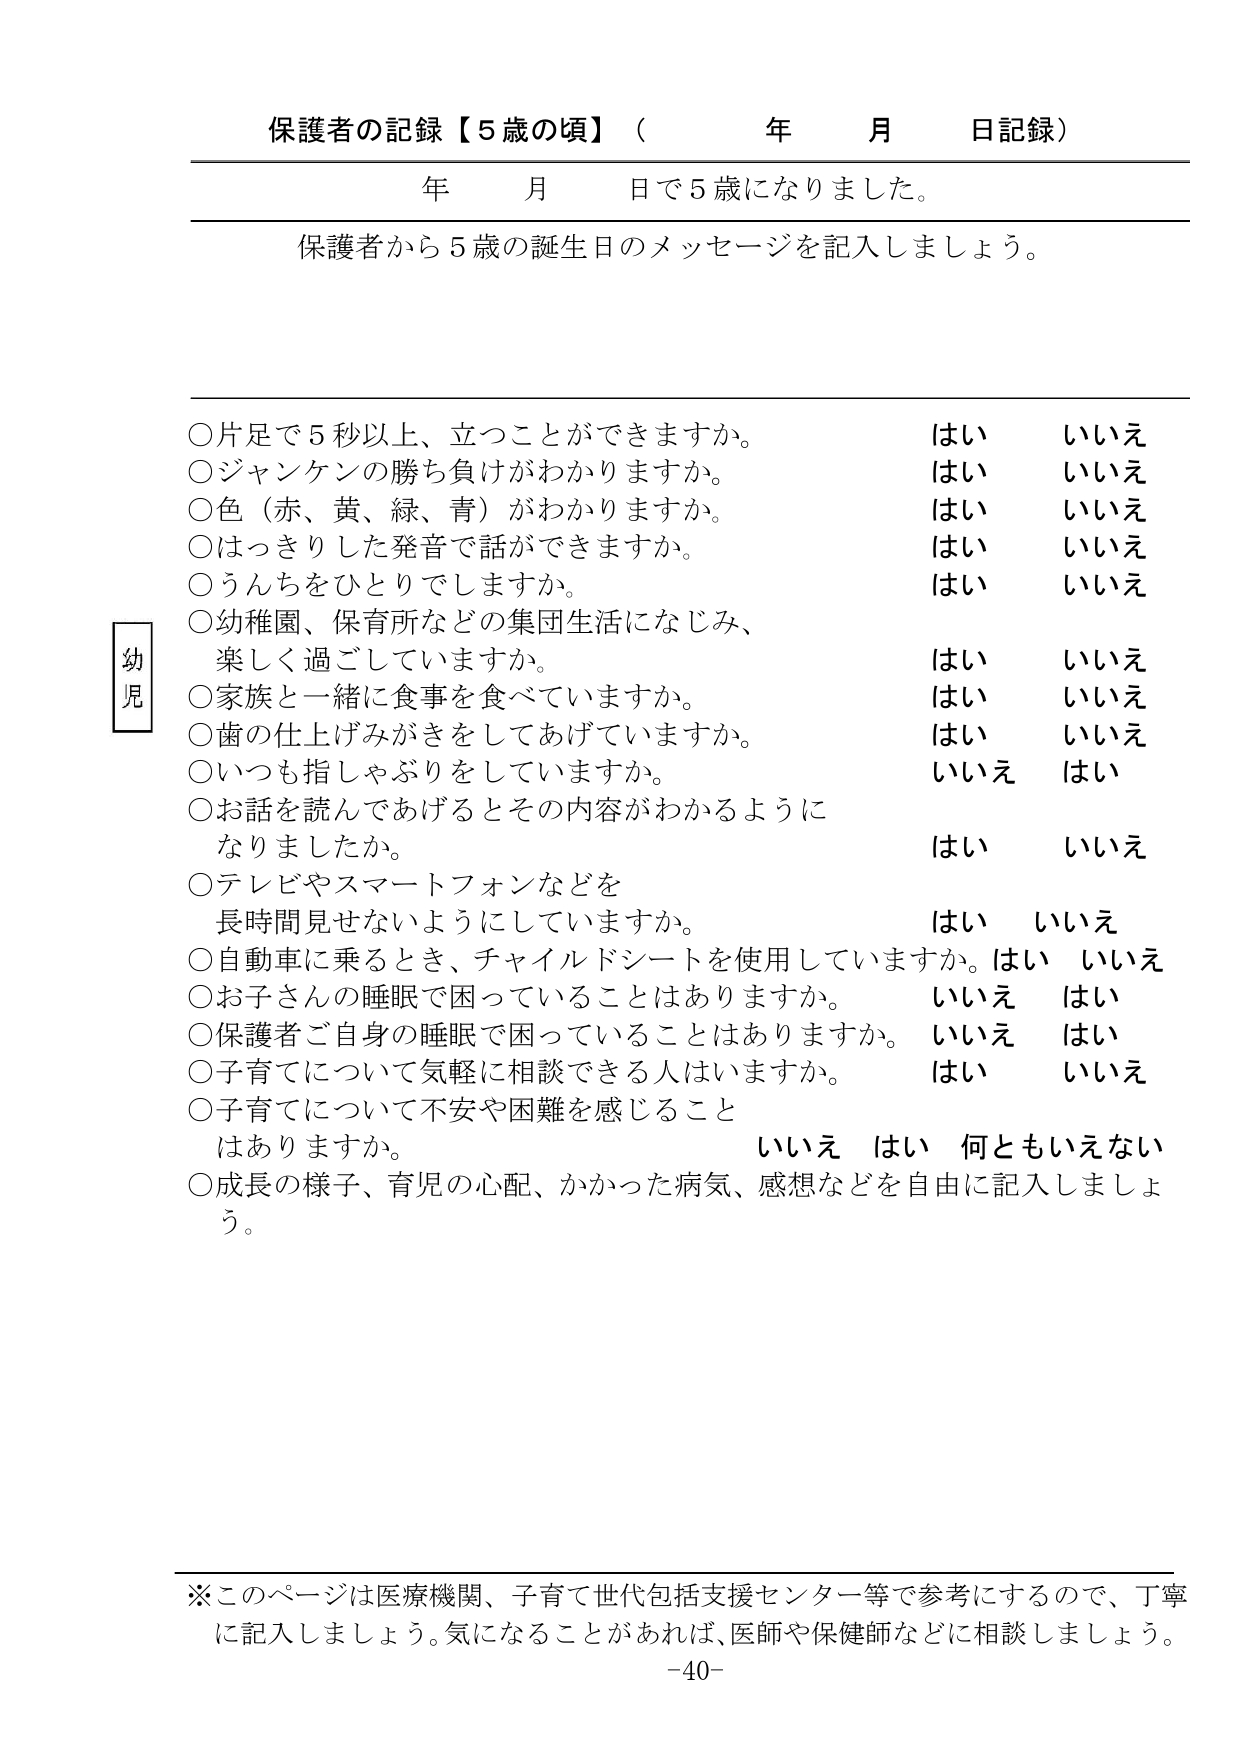 保護者の記録【５歳の頃】（　　　　年　　　月　　　日記録）
年　　　月　　　日で５歳になりました。
保護者から５歳の誕生日のメッセージを記入しましょう。
○片足で５秒以上、立つことができますか。　はい　いいえ
○ジャンケンの勝ち負けがわかりますか。　はい　いいえ
○色（赤、黄、緑、青）がわかりますか。　はい　いいえ
○はっきりした発音で話ができますか。　はい　いいえ
○うんちをひとりでしますか。　はい　いいえ
○幼稚園、保育所などの集団生活になじみ、
楽しく過ごしていますか。　はい　いいえ
○家族と一緒に食事を食べていますか。　はい　いいえ
○歯の仕上げみがきをしてあげていますか。　はい　いいえ
○いつも指しゃぶりをしていますか。　いいえ　はい
○お話を読んであげるとその内容がわかるように
なりましたか。　はい　いいえ
○テレビやスマートフォンなどを
長時間見せないようにしていますか。　はい　いいえ
○自動車に乗るとき、チャイルドシートを使用していますか。はい　いいえ
○お子さんの睡眠で困っていることはありますか。　いいえ　はい
○保護者ご自身の睡眠で困っていることはありますか。　いいえ　はい
○子育てについて気軽に相談できる人はいますか。　はい　いいえ
○子育てについて不安や困難を感じること
はありますか。　いいえ　はい　何ともいえない
○成長の様子、育児の心配、かかった病気、感想などを自由に記入しましょ
う。
幼
児
※このページは医療機関、子育て世代包括支援センター等で参考にするので、丁寧
に記入しましょう。気になることがあれば、医師や保健師などに相談しましょう。
−40−